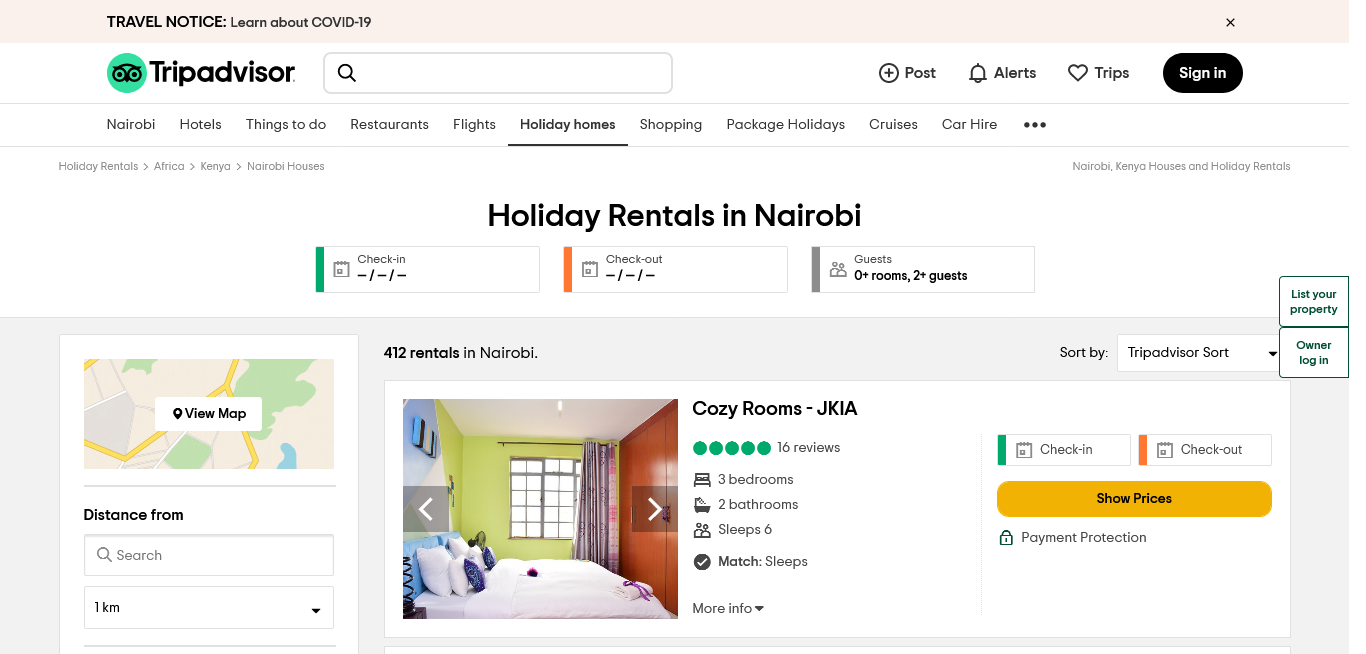 TRAVEL NOTICE: Learn about COVID-19
Tripadvisor
Post
Alerts
Trips
Sign in
Nairobi
Hotels
Things to do
Restaurants
Flights
Holiday homes
Shopping
Package Holidays
Cruises
Car Hire
Holiday Rentals > Africa > Kenya > Nairobi Houses
Nairobi, Kenya Houses and Holiday Rentals
Holiday Rentals in Nairobi
Check-in
– / – / –
Check-out
– / – / –
Guests
0+ rooms, 2+ guests
List your
property
Owner
log in
View Map
Distance from
Search
1 km
412 rentals in Nairobi.
Sort by:
Tripadvisor Sort
Cozy Rooms - JKIA
16 reviews
3 bedrooms
2 bathrooms
Sleeps 6
Match: Sleeps
More info
Check-in
Check-out
Show Prices
Payment Protection